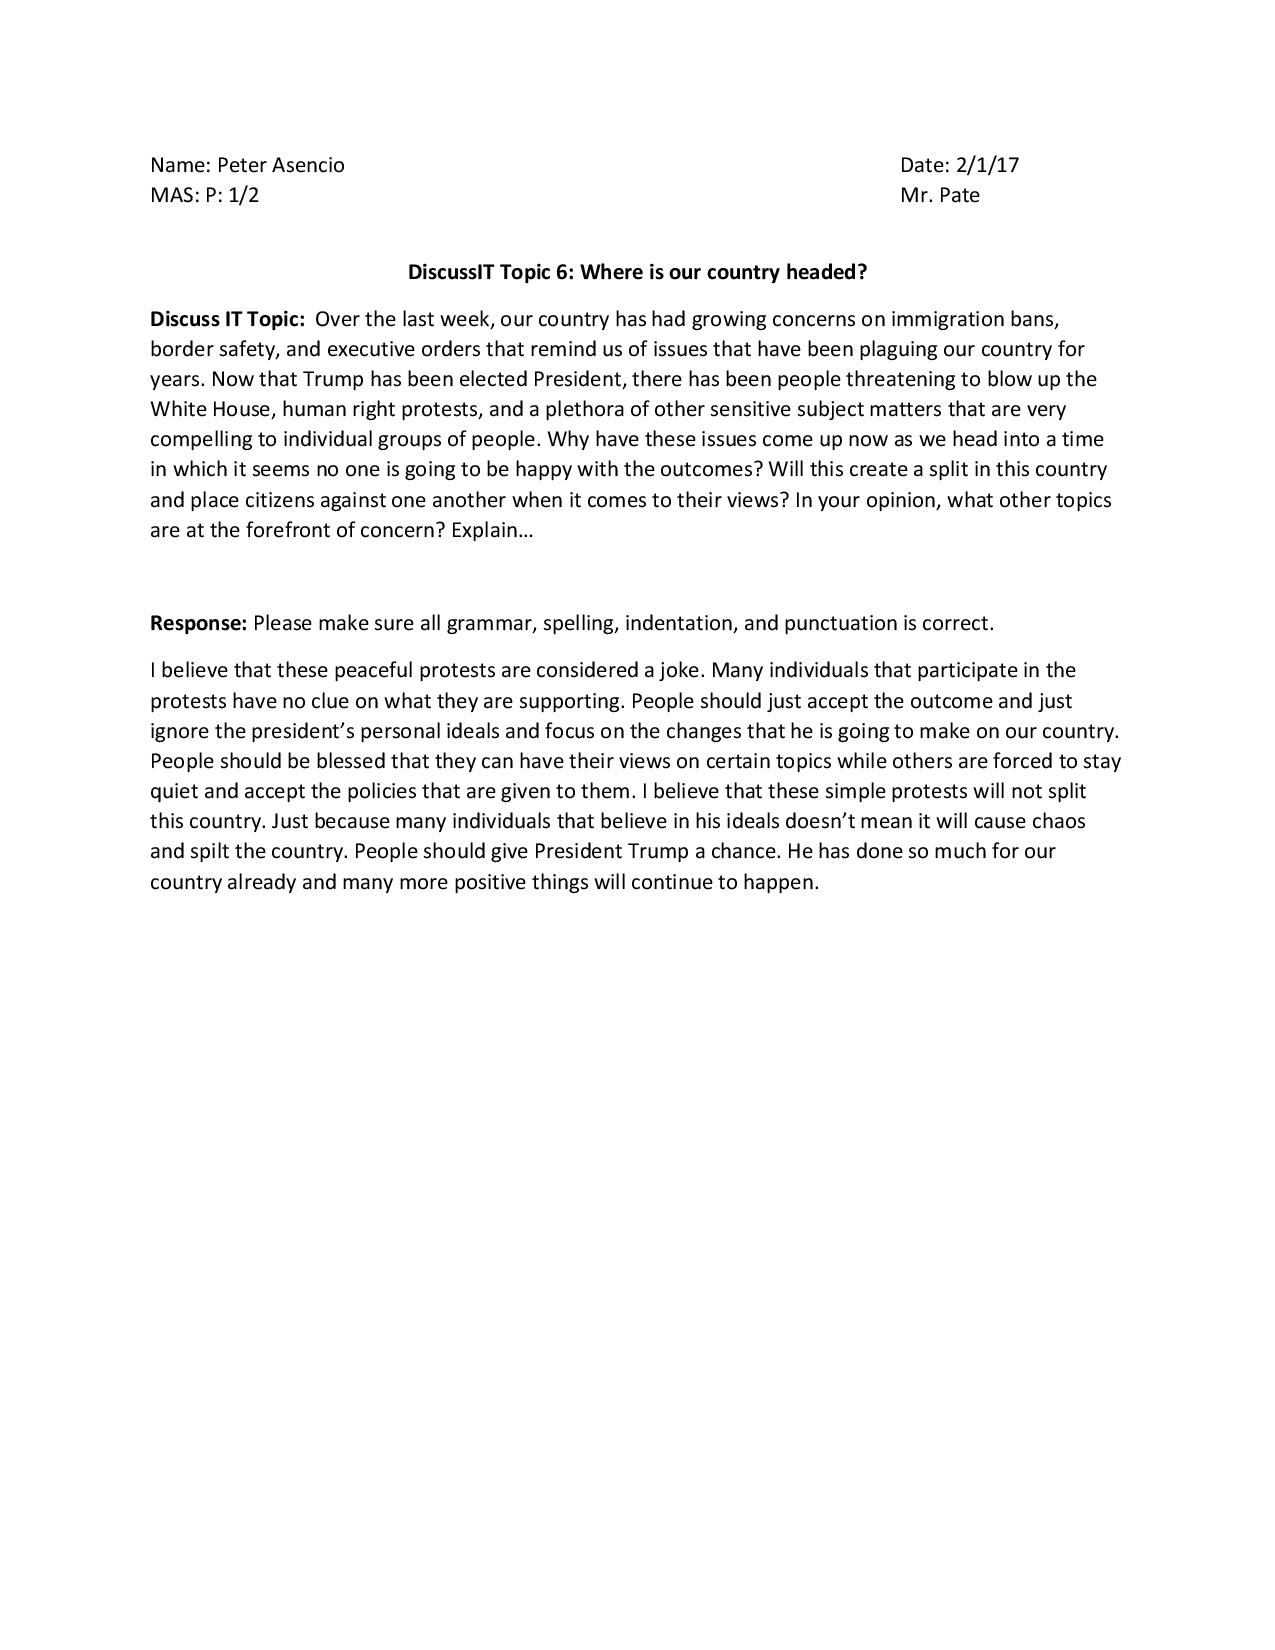 Name: Peter Asencio Date: 2/1/17
MAS: P: 1/2 Mr. Pate
DiscussIT Topic 6: Where is our country headed?
Discuss IT Topic: Over the last week, our country has had growing concerns on immigration bans,
border safety, and executive orders that remind us of issues that have been plaguing our country for
years. Now that Trump has been elected President, there has been people threatening to blow up the
White House, human right protests, and a plethora of other sensitive subject matters that are very
compelling to individual groups of people. Why have these issues come up now as we head into a time
in which it seems no one is going to be happy with the outcomes? Will this create a split in this country
and place citizens against one another when it comes to their views? In your opinion, what other topics
are at the forefront of concern? Explain…
Response: Please make sure all grammar, spelling, indentation, and punctuation is correct.
I believe that these peaceful protests are considered a joke. Many individuals that participate in the
protests have no clue on what they are supporting. People should just accept the outcome and just
ignore the president’s personal ideals and focus on the changes that he is going to make on our country.
People should be blessed that they can have their views on certain topics while others are forced to stay
quiet and accept the policies that are given to them. I believe that these simple protests will not split
this country. Just because many individuals that believe in his ideals doesn’t mean it will cause chaos
and spilt the country. People should give President Trump a chance. He has done so much for our
country already and many more positive things will continue to happen.